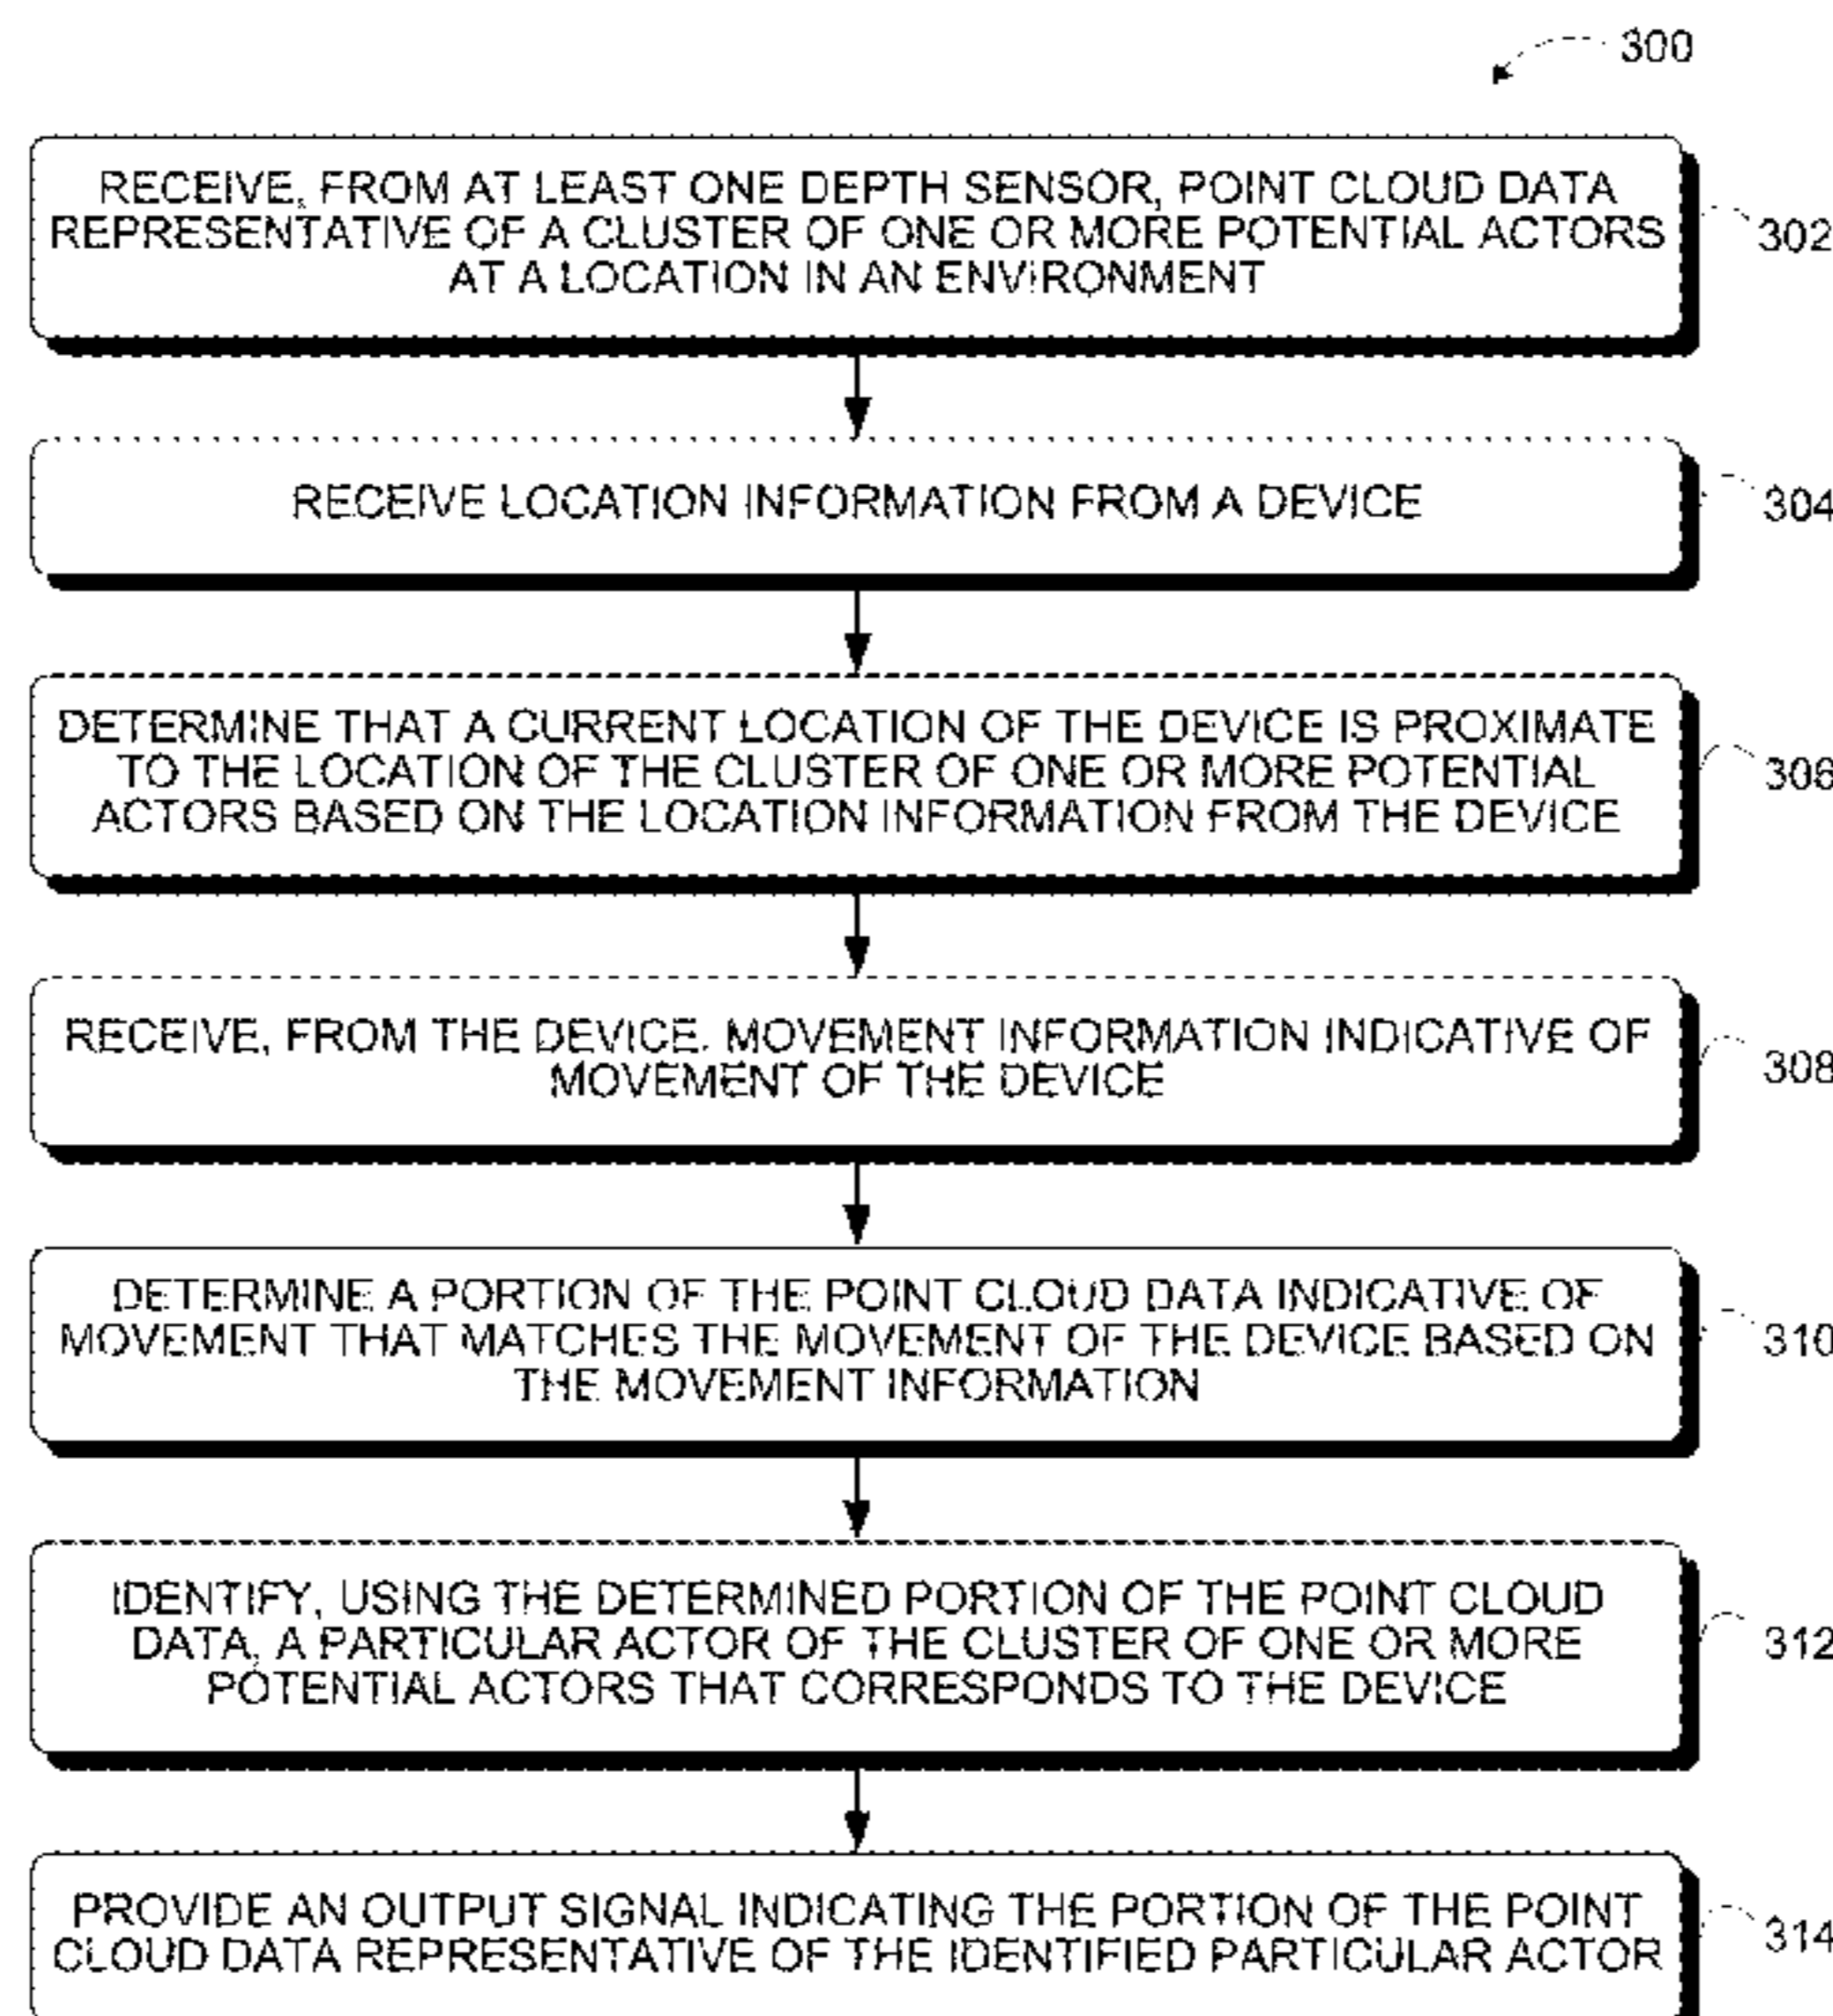 300
RECEIVE, FROM AT LEAST ONE DEPTH SENSOR, POINT CLOUD DATA
REPRESENTATIVE OF A CLUSTER OF ONE OR MORE POTENTIAL ACTORS
AT A LOCATION IN AN ENVIRONMENT
302
RECEIVE LOCATION INFORMATION FROM A DEVICE
304
DETERMINE THAT A CURRENT LOCATION OF THE DEVICE IS PROXIMATE
TO THE LOCATION OF THE CLUSTER OF ONE OR MORE POTENTIAL
ACTORS BASED ON THE LOCATION INFORMATION FROM THE DEVICE
306
RECEIVE, FROM THE DEVICE, MOVEMENT INFORMATION INDICATIVE OF
MOVEMENT OF THE DEVICE
308
DETERMINE A PORTION OF THE POINT CLOUD DATA INDICATIVE OF
MOVEMENT THAT MATCHES THE MOVEMENT OF THE DEVICE BASED ON
THE MOVEMENT INFORMATION
310
IDENTIFY, USING THE DETERMINED PORTION OF THE POINT CLOUD
DATA, A PARTICULAR ACTOR OF THE CLUSTER OF ONE OR MORE
POTENTIAL ACTORS THAT CORRESPONDS TO THE DEVICE
312
PROVIDE AN OUTPUT SIGNAL INDICATING THE PORTION OF THE POINT
CLOUD DATA REPRESENTATIVE OF THE IDENTIFIED PARTICULAR ACTOR
314